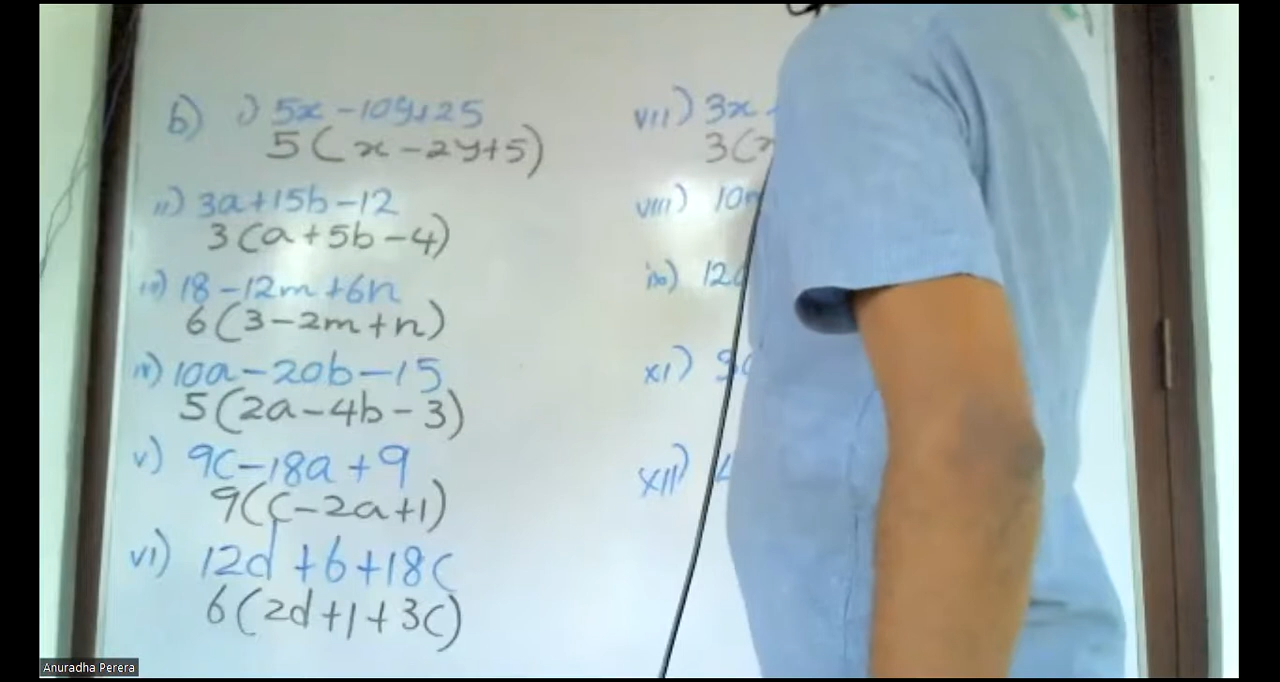 b) i) 5x - 10y + 25
5(x - 2y + 5)
ii) 3a + 15b - 12
3(a + 5b - 4)
iii) 18 - 12m + 6n
6(3 - 2m + n)
iv) 10a - 20b - 15
5(2a - 4b - 3)
v) 9c - 18a + 9
9(c - 2a + 1)
vi) 12d + 6 + 18c
6(2d + 1 + 3c)
vii) 3x
3(x
viii) 10
ix) 12
xi)
xii)
Anuradha Perera